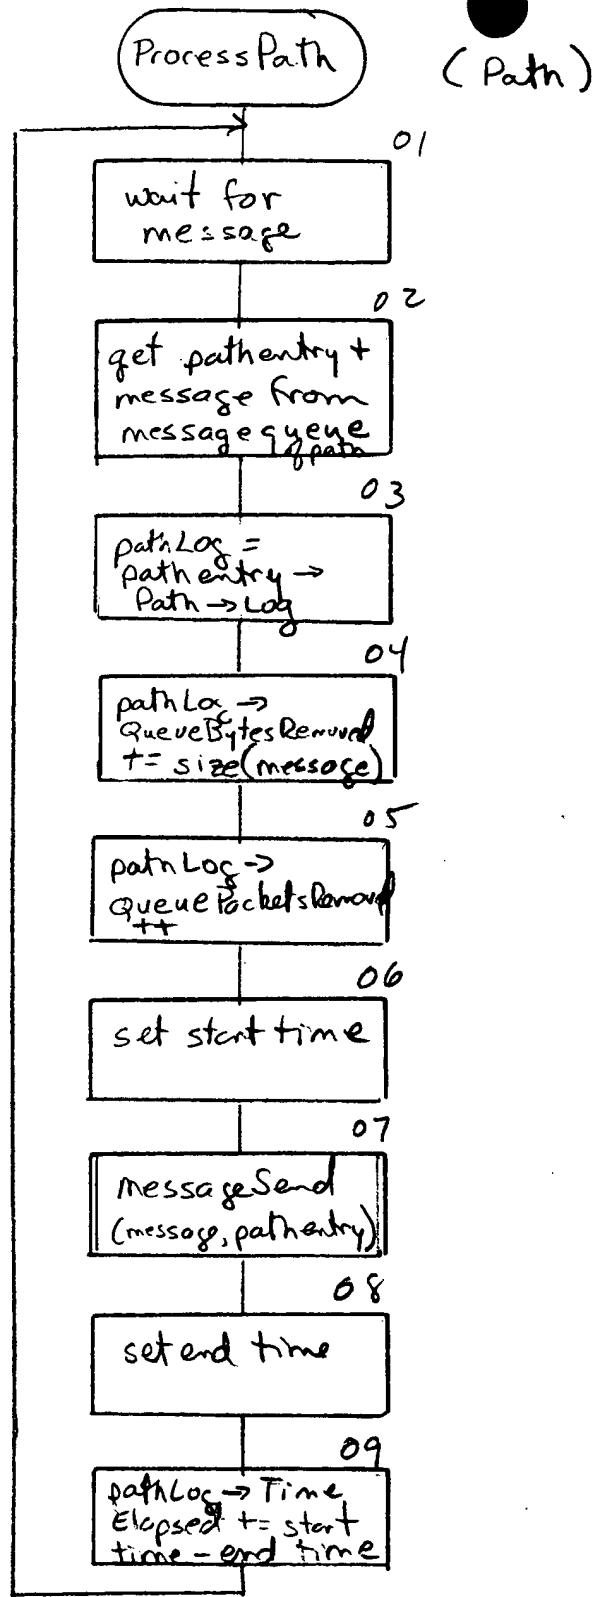 ProcessPath
(Path)
01
wait for
message
02
get pathentry +
message from
message queue
of path
03
pathLog =
pathentry →
Path → Log
04
pathLog →
QueueBytesRemoved
+= size(message)
05
pathLog →
QueuePacketsRemoved
++
06
set start time
07
messageSend
(message, pathentry)
08
set end time
09
pathLog → Time
Elapsed += start
time - end time